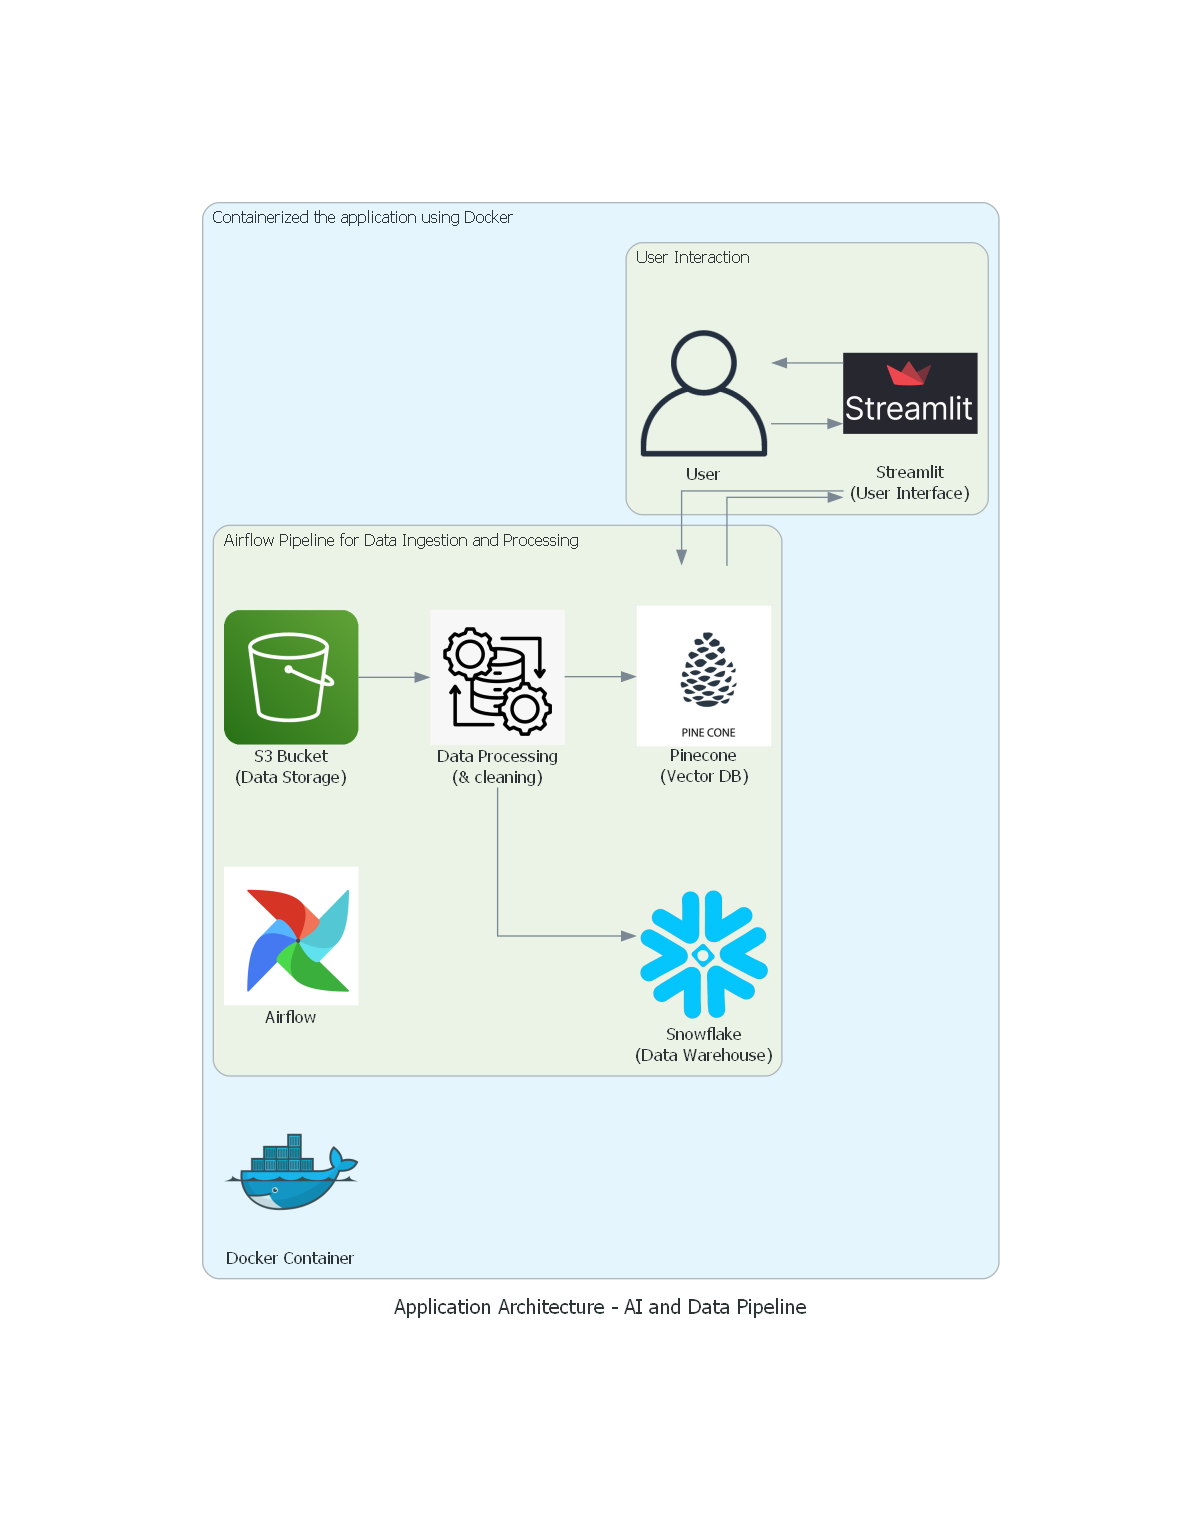 Containerized the application using Docker
User Interaction
Streamlit
User
Streamlit
(User Interface)
Airflow Pipeline for Data Ingestion and Processing
PINE CONE
S3 Bucket
(Data Storage)
Data Processing
(& cleaning)
Pinecone
(Vector DB)
Airflow
Snowflake
(Data Warehouse)
Docker Container
Application Architecture - AI and Data Pipeline